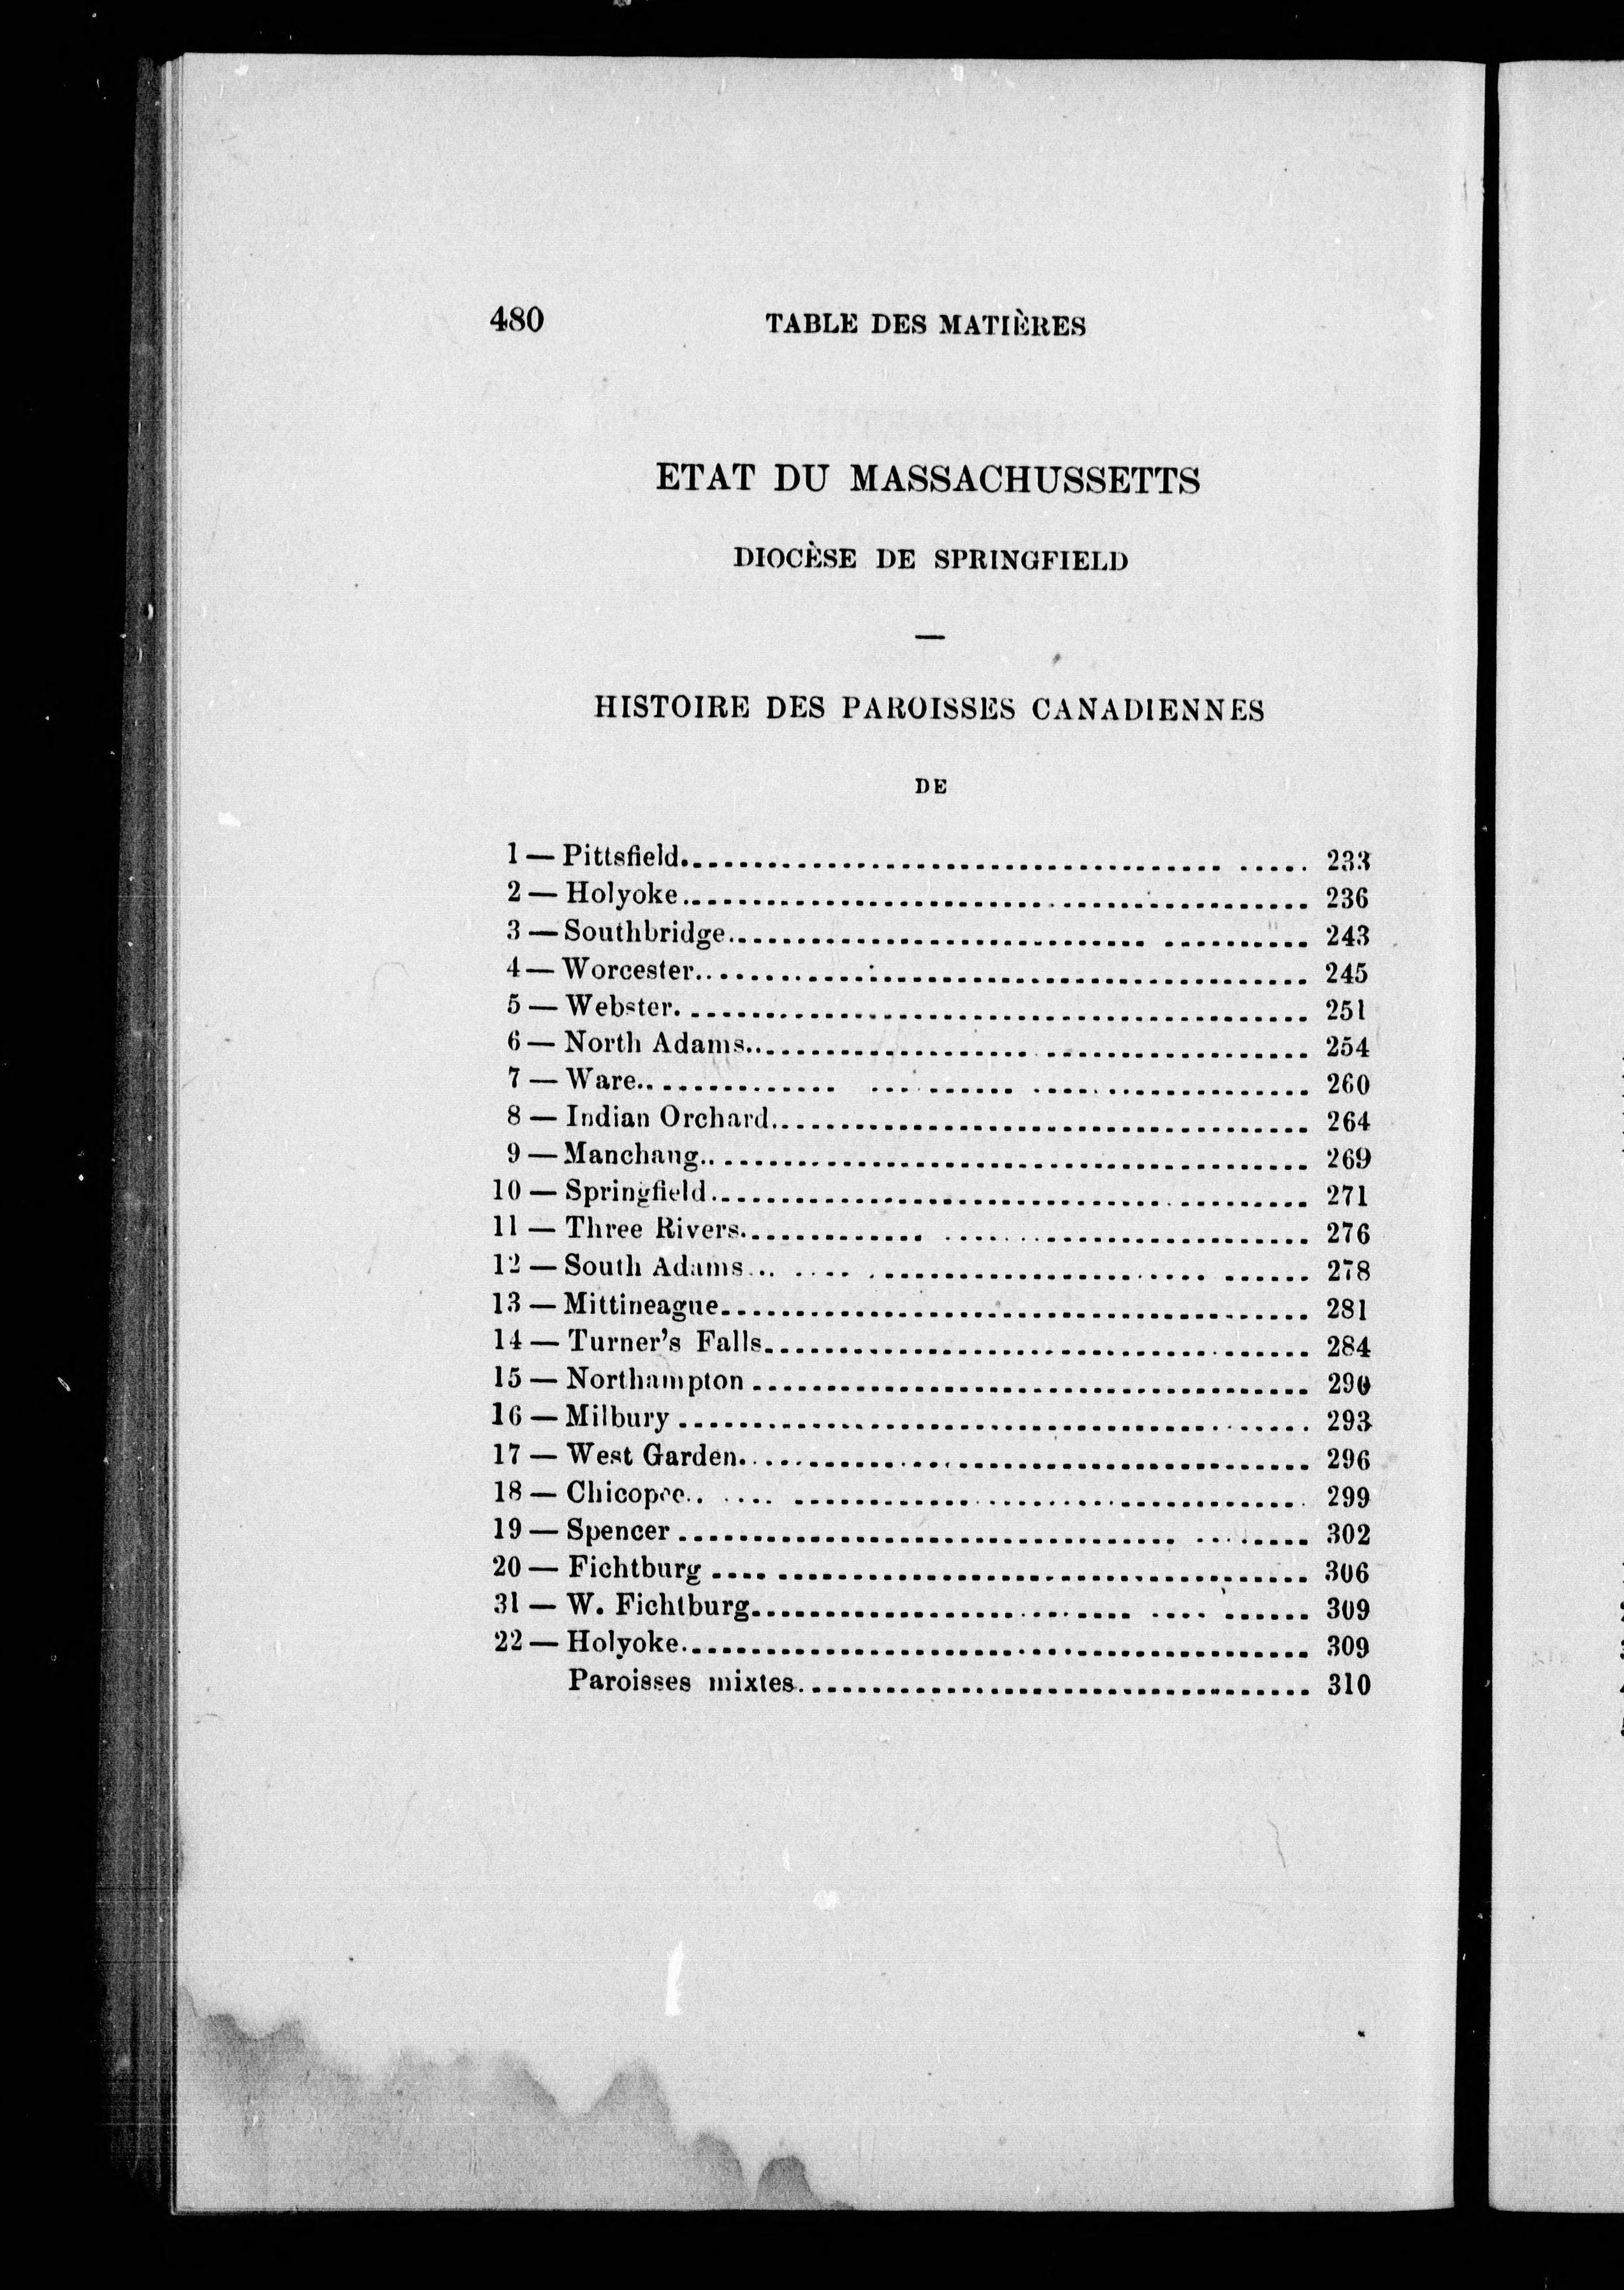 480 TABLE DES MATIÈRES
ETAT DU MASSACHUSSETTS
DIOCÈSE DE SPRINGFIELD
—
HISTOIRE DES PAROISSES CANADIENNES
DE
1 — Pittsfield........................................ 233
2 — Holyoke........................................ 236
3 — Southbridge........................................ 243
4 — Worcester........................................ 245
5 — Webster........................................ 251
6 — North Adams........................................ 254
7 — Ware........................................ 260
8 — Indian Orchard........................................ 264
9 — Manchaug........................................ 269
10 — Springfield........................................ 271
11 — Three Rivers........................................ 276
12 — South Adams........................................ 278
13 — Mittineague........................................ 281
14 — Turner's Falls........................................ 284
15 — Northampton........................................ 290
16 — Milbury........................................ 293
17 — West Garden........................................ 296
18 — Chicopee........................................ 299
19 — Spencer........................................ 302
20 — Fichtburg........................................ 306
31 — W. Fichtburg........................................ 309
22 — Holyoke........................................ 309
Paroisses mixtes........................................ 310